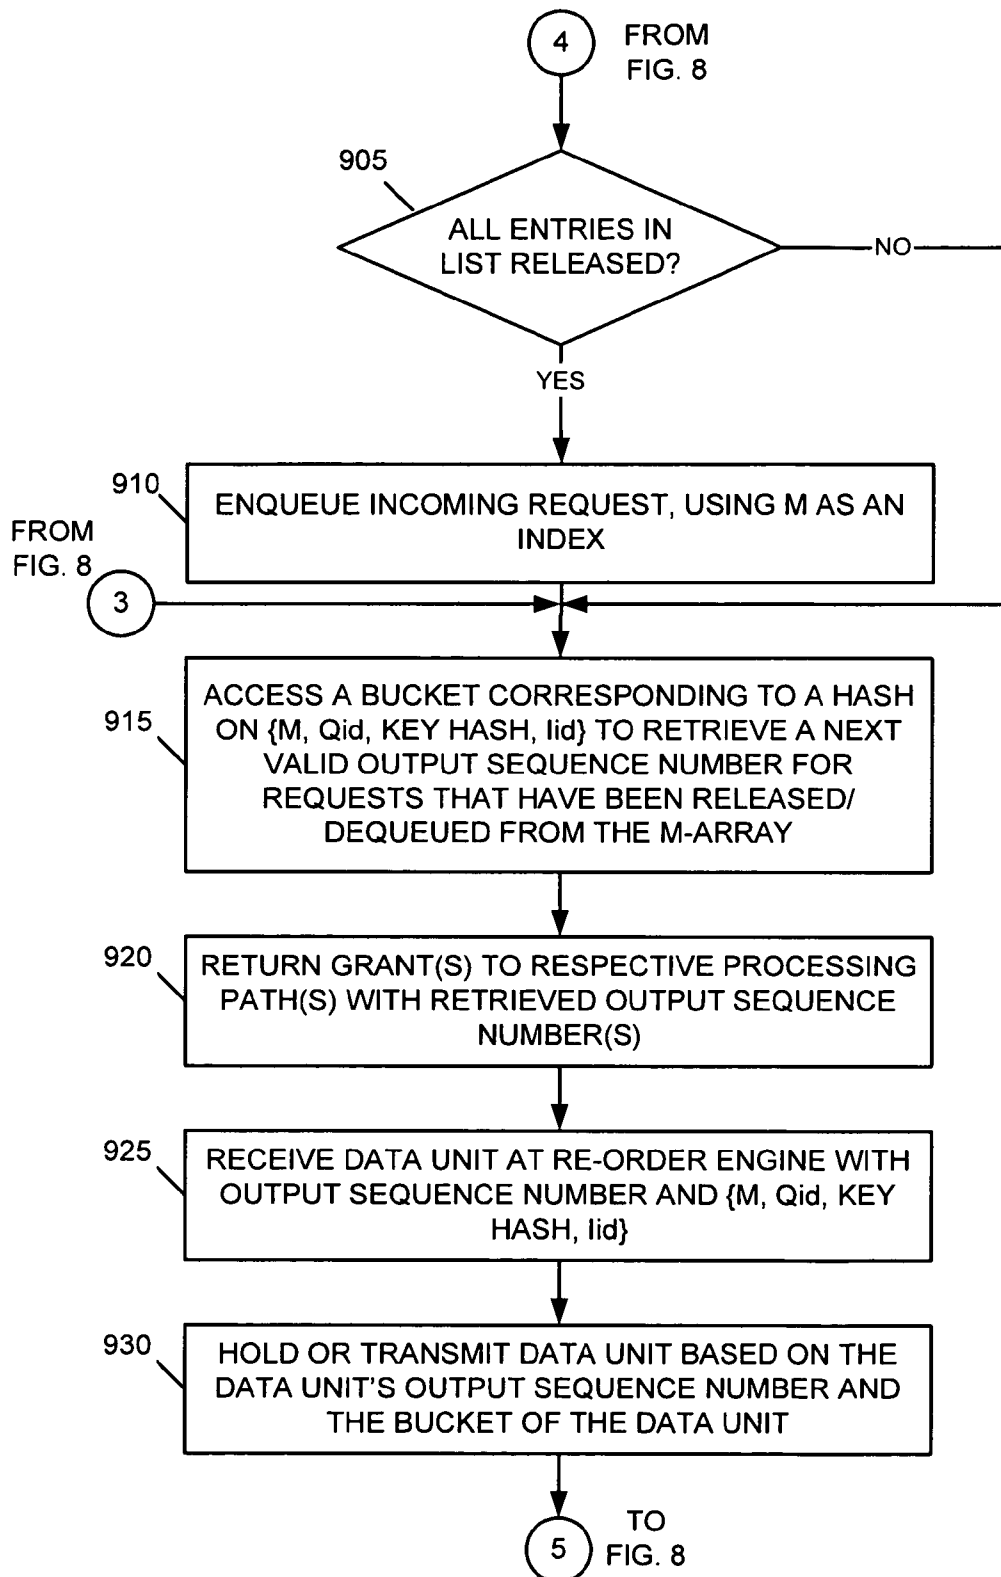 4
FROM
FIG. 8
905
ALL ENTRIES IN
LIST RELEASED?
NO
YES
910
ENQUEUE INCOMING REQUEST, USING M AS AN
INDEX
FROM
FIG. 8
3
915
ACCESS A BUCKET CORRESPONDING TO A HASH
ON {M, Qid, KEY HASH, Iid} TO RETRIEVE A NEXT
VALID OUTPUT SEQUENCE NUMBER FOR
REQUESTS THAT HAVE BEEN RELEASED/
DEQUEUED FROM THE M-ARRAY
920
RETURN GRANT(S) TO RESPECTIVE PROCESSING
PATH(S) WITH RETRIEVED OUTPUT SEQUENCE
NUMBER(S)
925
RECEIVE DATA UNIT AT RE-ORDER ENGINE WITH
OUTPUT SEQUENCE NUMBER AND {M, Qid, KEY
HASH, Iid}
930
HOLD OR TRANSMIT DATA UNIT BASED ON THE
DATA UNIT'S OUTPUT SEQUENCE NUMBER AND
THE BUCKET OF THE DATA UNIT
5
TO
FIG. 8